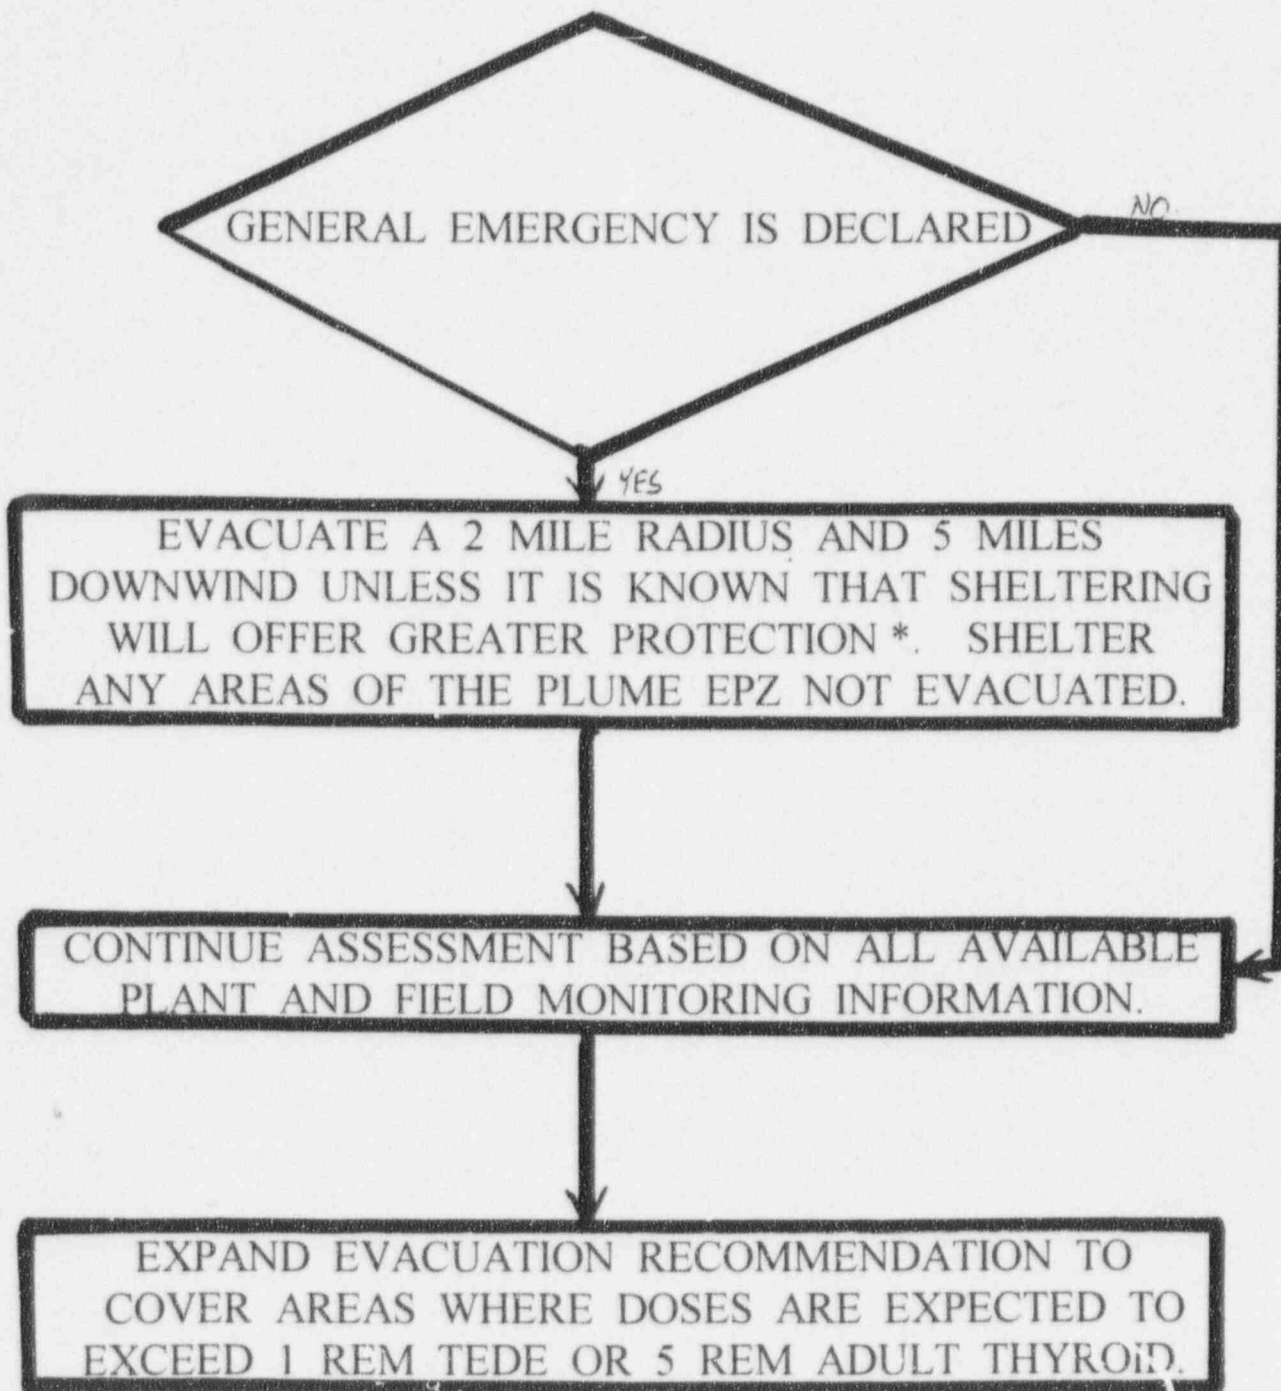 GENERAL EMERGENCY IS DECLARED
NO.
YES
EVACUATE A 2 MILE RADIUS AND 5 MILES
DOWNWIND UNLESS IT IS KNOWN THAT SHELTERING
WILL OFFER GREATER PROTECTION *. SHELTER
ANY AREAS OF THE PLUME EPZ NOT EVACUATED.
CONTINUE ASSESSMENT BASED ON ALL AVAILABLE
PLANT AND FIELD MONITORING INFORMATION.
EXPAND EVACUATION RECOMMENDATION TO
COVER AREAS WHERE DOSES ARE EXPECTED TO
EXCEED 1 REM TEDE OR 5 REM ADULT THYROID.